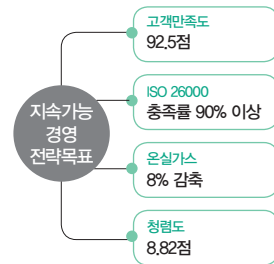 지속가능
경영
전략목표
고객만족도
92.5점
ISO 26000
충족률 90% 이상
온실가스
8% 감축
청렴도
8.82점